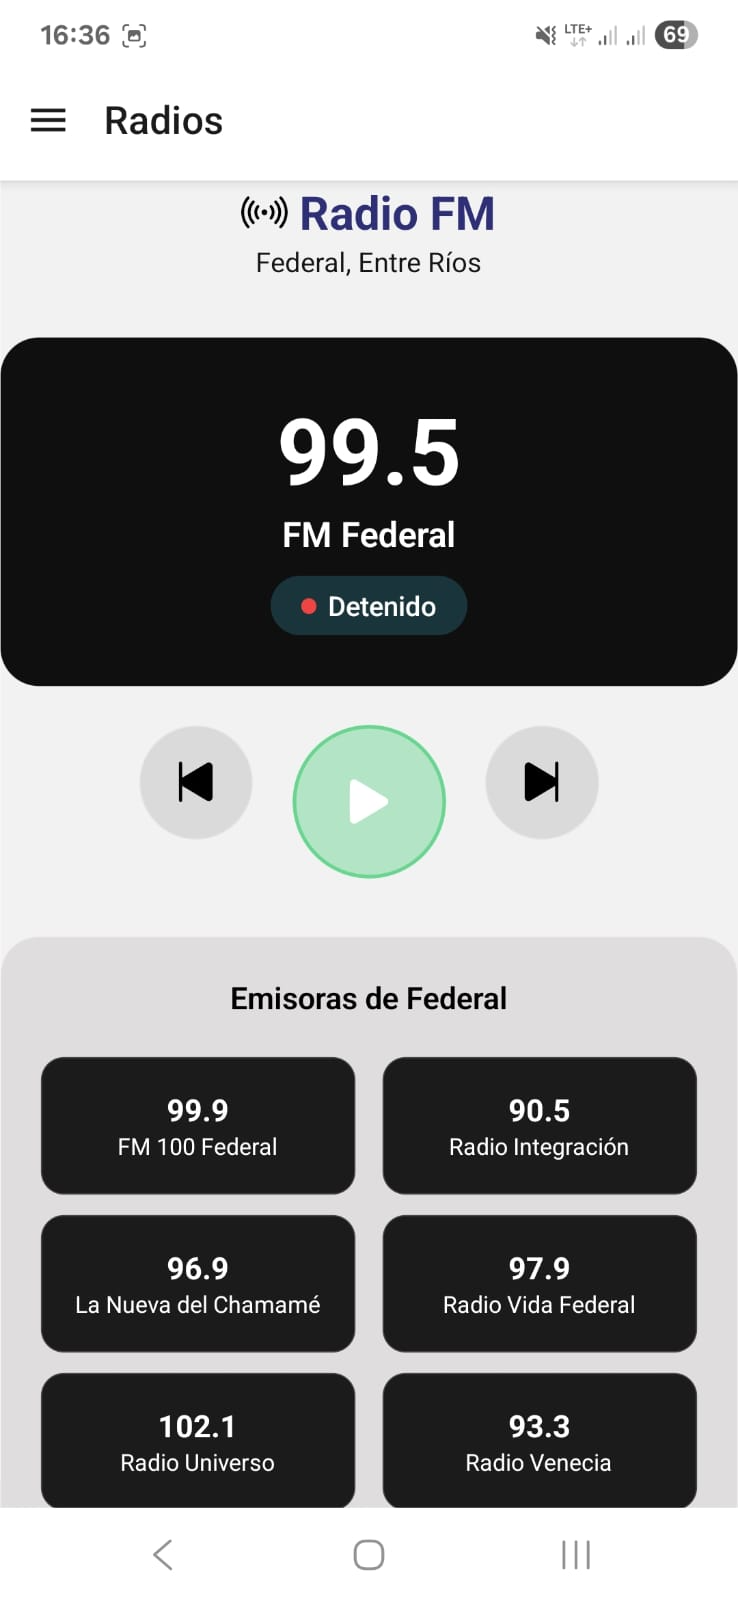 16:36
LTE+
69
Radios
Radio FM
Federal, Entre Ríos
99.5
FM Federal
Detenido
Emisoras de Federal
99.9
FM 100 Federal
90.5
Radio Integración
96.9
La Nueva del Chamamé
97.9
Radio Vida Federal
102.1
Radio Universo
93.3
Radio Venecia